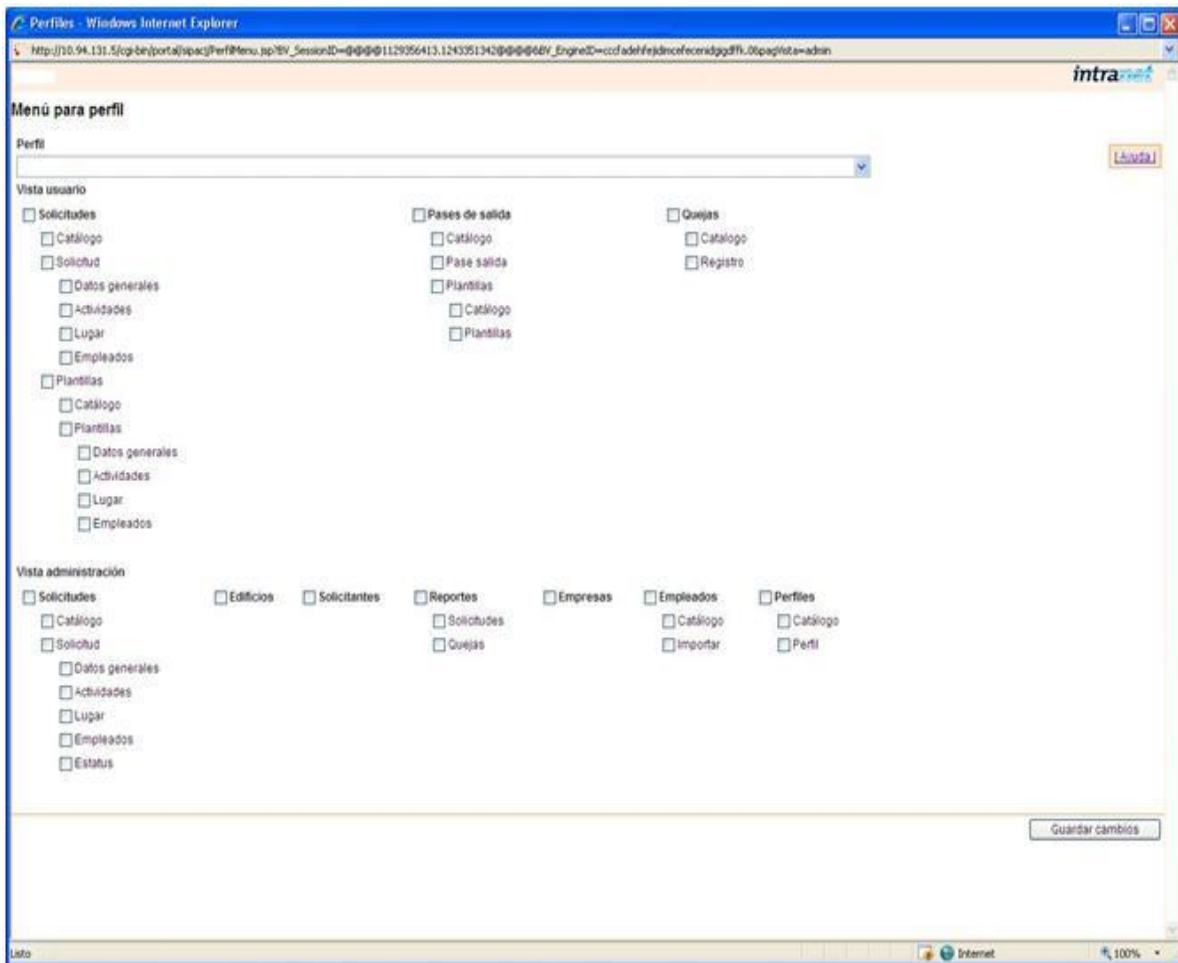 Perfiles - Windows Internet Explorer
intranet
Menú para perfil
Perfil
[ Ayuda ]
Vista usuario
Solicitudes Pases de salida Quejas
Catálogo Catálogo Catalogo
Solicitud Pase salida Registro
Datos generales Plantillas
Actividades Catálogo
Lugar Plantillas
Empleados
Plantillas
Catálogo
Plantillas
Datos generales
Actividades
Lugar
Empleados
Vista administración
Solicitudes Edificios Solicitantes Reportes Empresas Empleados Perfiles
Catálogo Solicitudes Catálogo Catálogo
Solicitud Quejas Importar Perfil
Datos generales
Actividades
Lugar
Empleados
Estatus
Guardar cambios
Listo Internet 100%